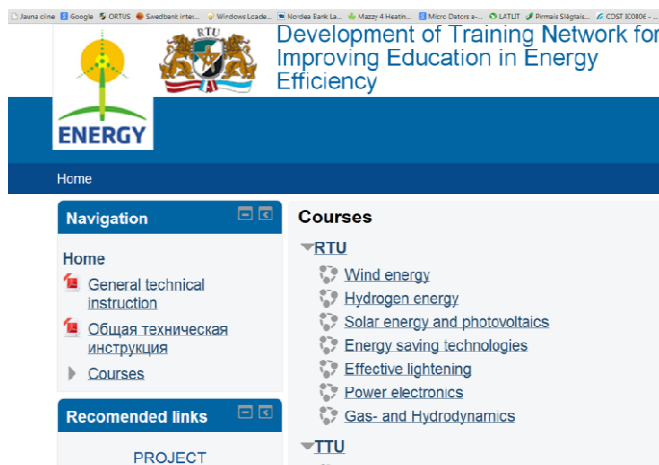 Jauna cilne Google ORTUS Swedbank inter... Windows Leade... Nordea Bank La... Mazzy 4 Heatin... Micro Dators a-... LATLIT Pirmais Slēgtais...
RTU
Development of Training Network for
Improving Education in Energy
Efficiency
ENERGY
Home
Navigation
Home
General technical
instruction
Общая техническая
инструкция
Courses
Recomended links
PROJECT
Courses
RTU
Wind energy
Hydrogen energy
Solar energy and photovoltaics
Energy saving technologies
Effective lightening
Power electronics
Gas- and Hydrodynamics
TTU